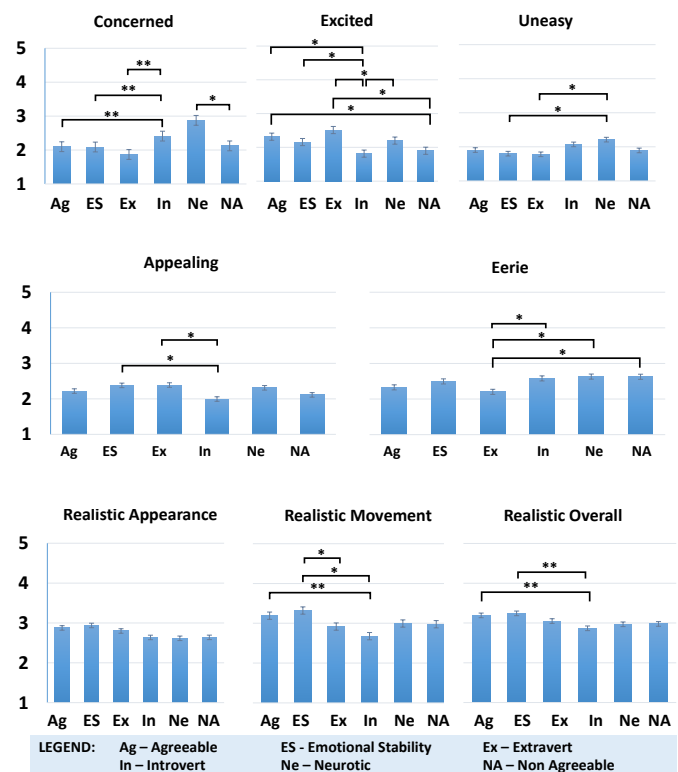 Concerned Excited Uneasy
5
4
3
2
1
** ** ** *
* * * * *
* *
Ag ES Ex In Ne NA Ag ES Ex In Ne NA Ag ES Ex In Ne NA
Appealing Eerie
5
4
3
2
1
* *
* * *
Ag ES Ex In Ne NA Ag ES Ex In Ne NA
Realistic Appearance Realistic Movement Realistic Overall
5
4
3
2
1
* * **
** **
Ag ES Ex In Ne NA Ag ES Ex In Ne NA Ag ES Ex In Ne NA
LEGEND: Ag – Agreeable ES - Emotional Stability Ex – Extravert
In – Introvert Ne – Neurotic NA – Non Agreeable